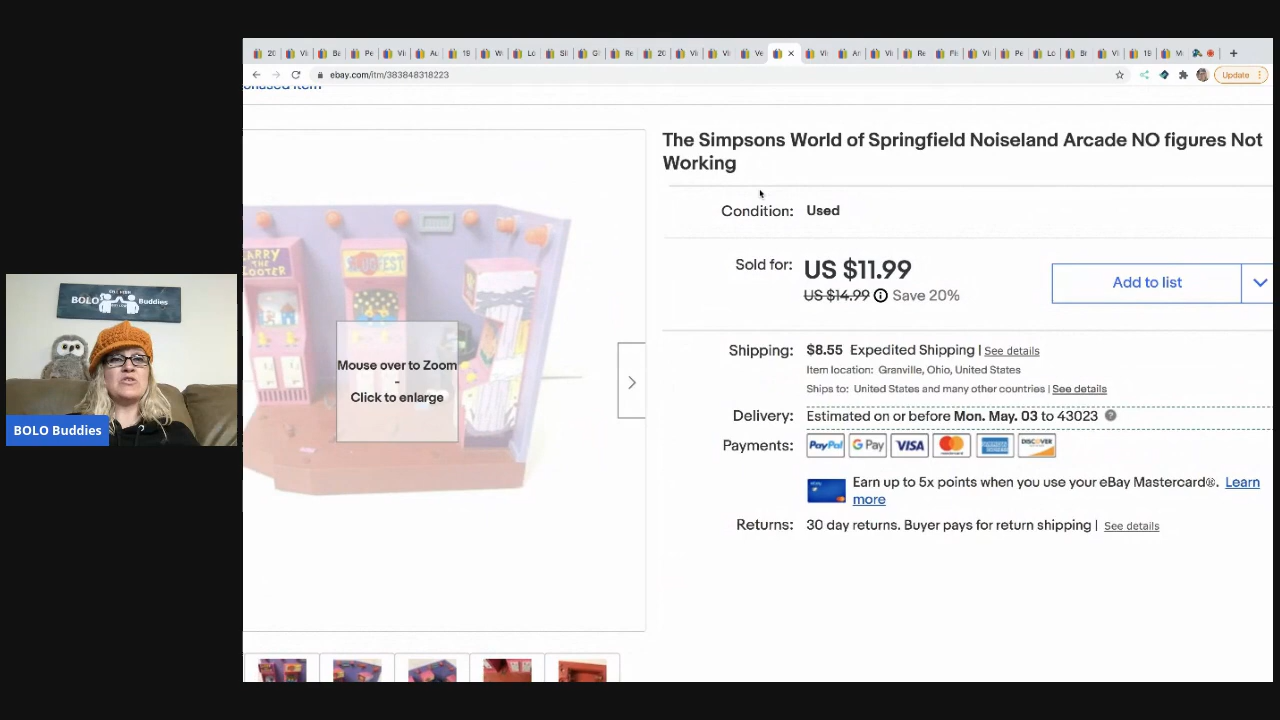 ebay.com/itm/383848318223
Update
The Simpsons World of Springfield Noiseland Arcade NO figures Not
Working
Condition: Used
Sold for: US $11.99
US $14.99 Save 20%
Add to list
Shipping: $8.55 Expedited Shipping | See details
Item location: Granville, Ohio, United States
Ships to: United States and many other countries | See details
Delivery: Estimated on or before Mon. May. 03 to 43023
Payments: PayPal G Pay VISA DISCOVER
Earn up to 5x points when you use your eBay Mastercard®. Learn
more
Returns: 30 day returns. Buyer pays for return shipping | See details
LARRY
THE
LOOTER
SLUGFEST
Mouse over to Zoom
-
Click to enlarge
BOLO Buddies
BOLO Buddies